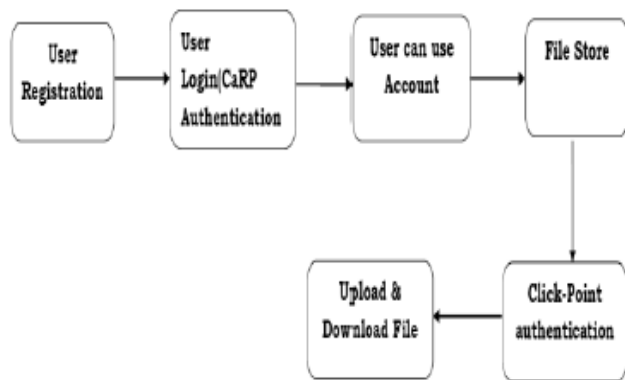 User
Registration
User
Login/CaRP
Authentication
User can use
Account
File Store
Click-Point
authentication
Upload &
Download File